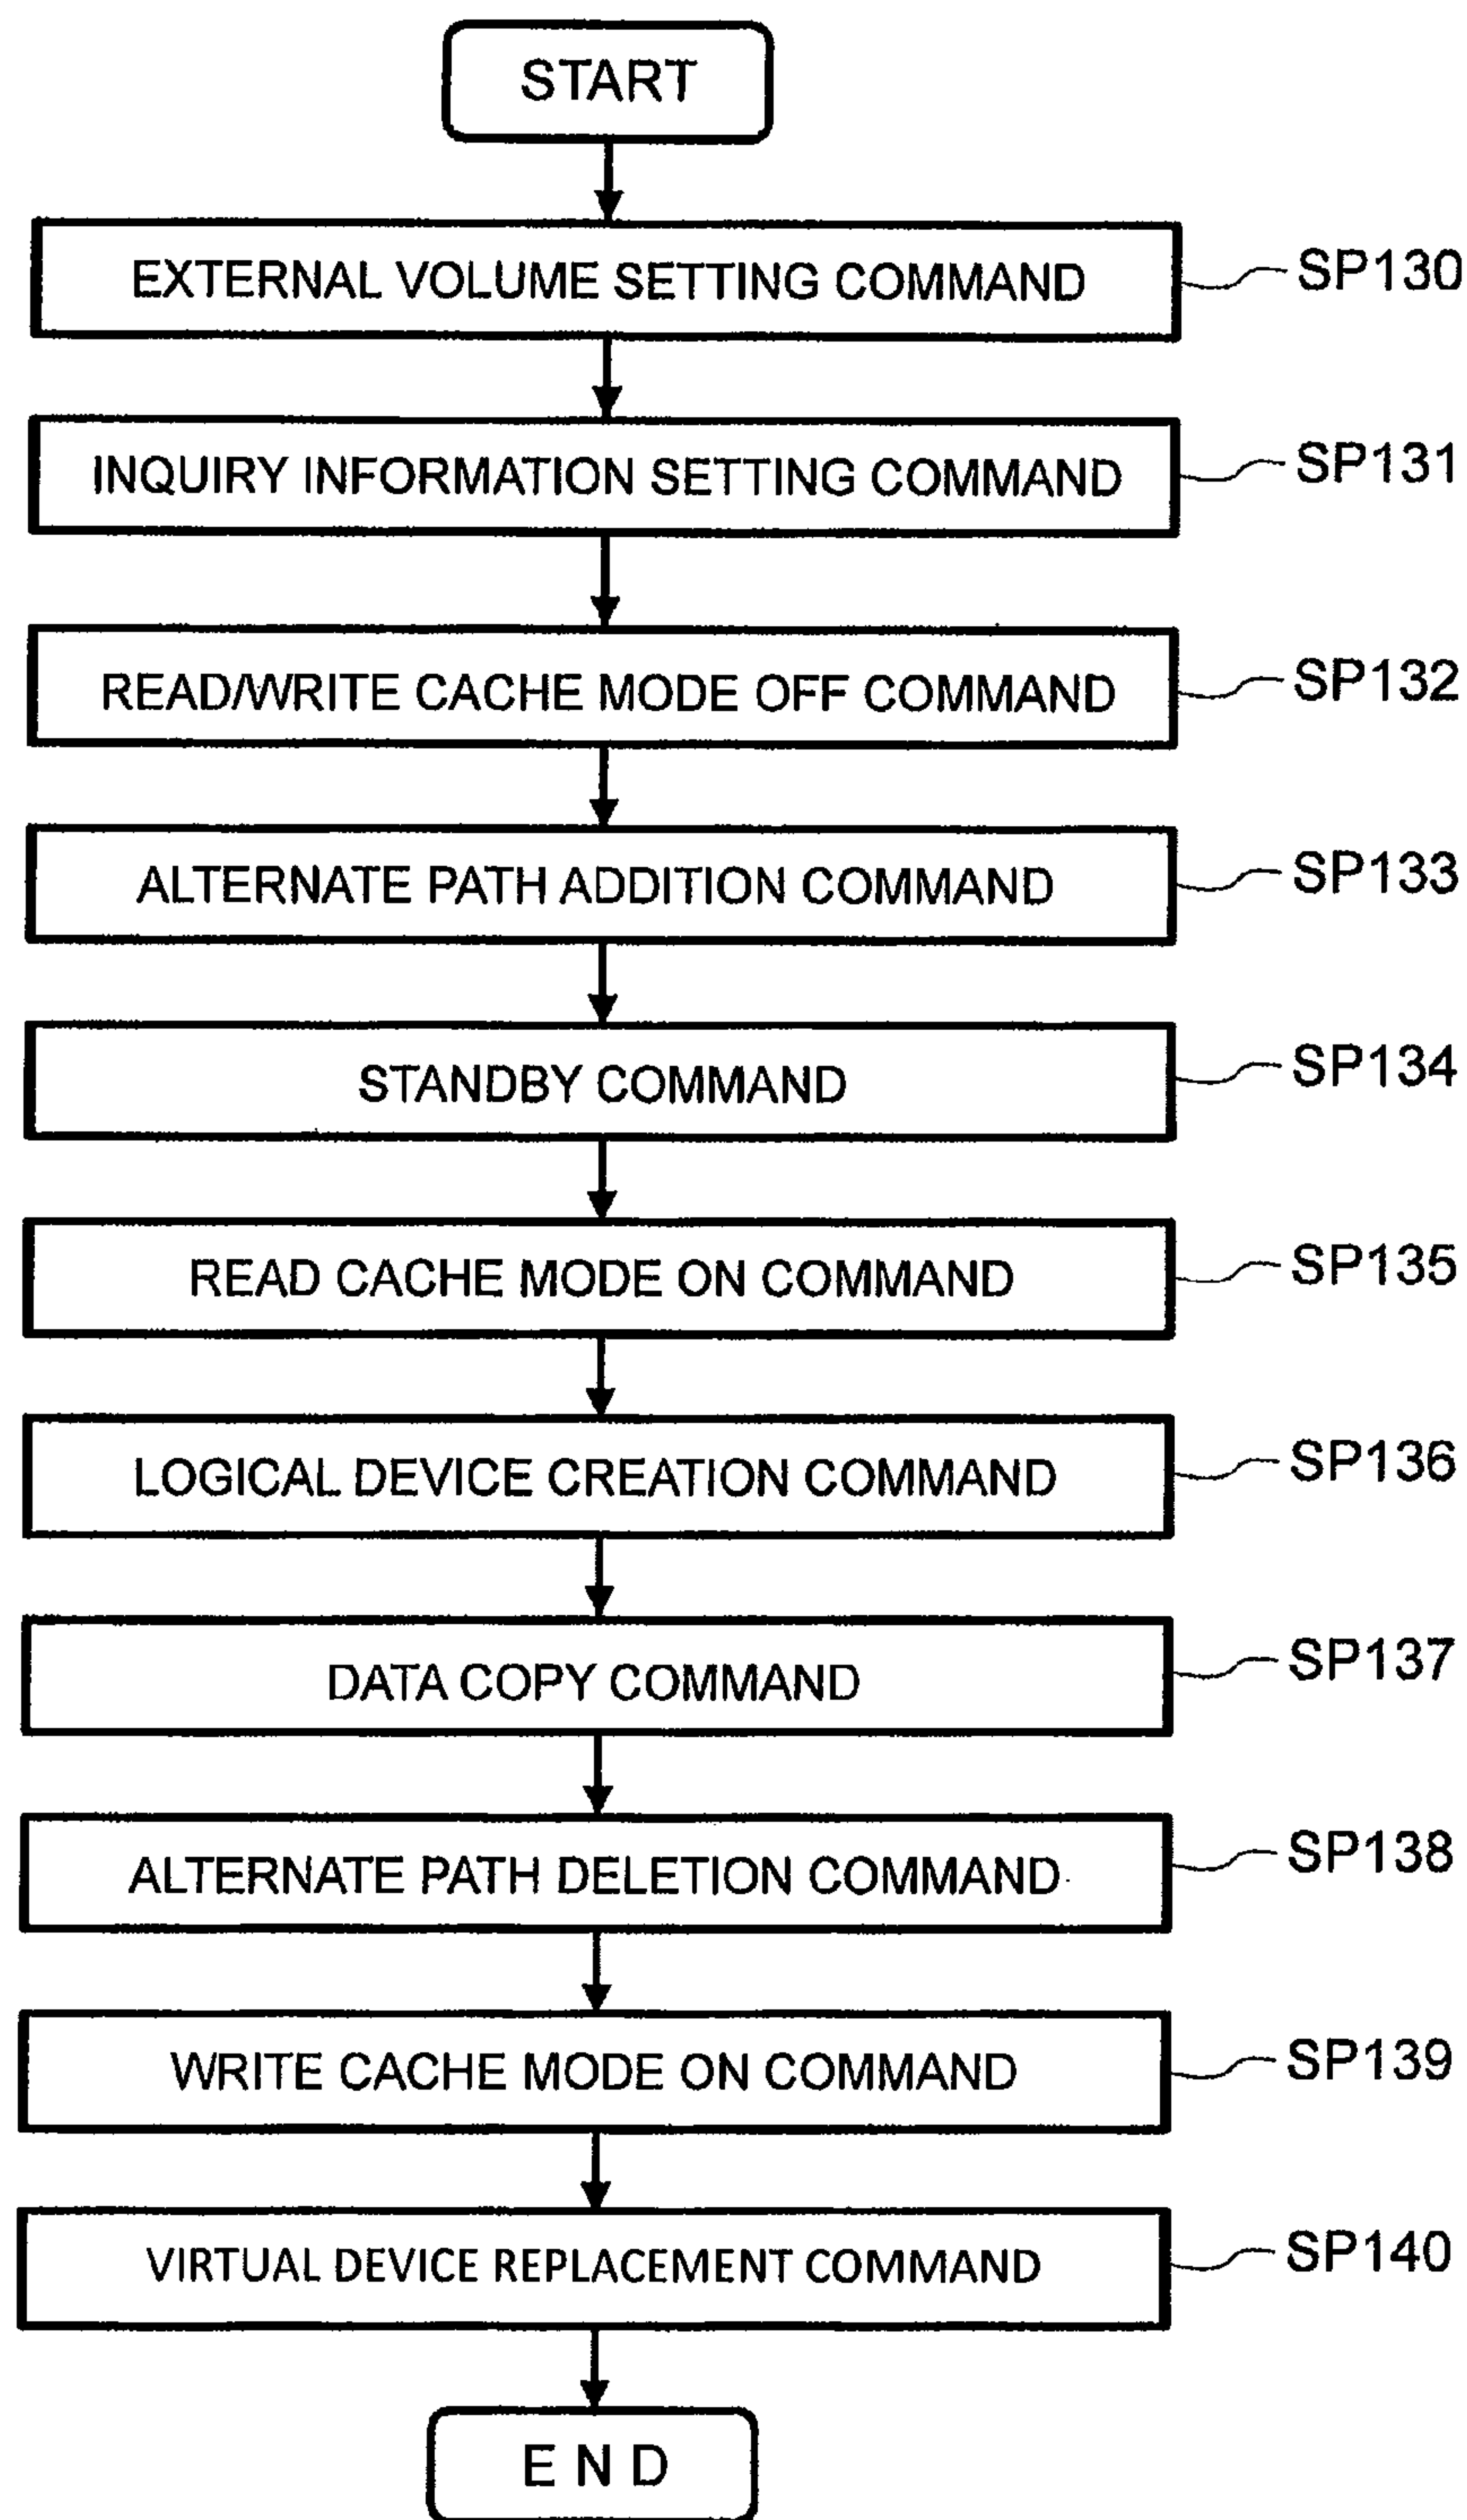 START
EXTERNAL VOLUME SETTING COMMAND SP130
INQUIRY INFORMATION SETTING COMMAND SP131
READ/WRITE CACHE MODE OFF COMMAND SP132
ALTERNATE PATH ADDITION COMMAND SP133
STANDBY COMMAND SP134
READ CACHE MODE ON COMMAND SP135
LOGICAL DEVICE CREATION COMMAND SP136
DATA COPY COMMAND SP137
ALTERNATE PATH DELETION COMMAND SP138
WRITE CACHE MODE ON COMMAND SP139
VIRTUAL DEVICE REPLACEMENT COMMAND SP140
END